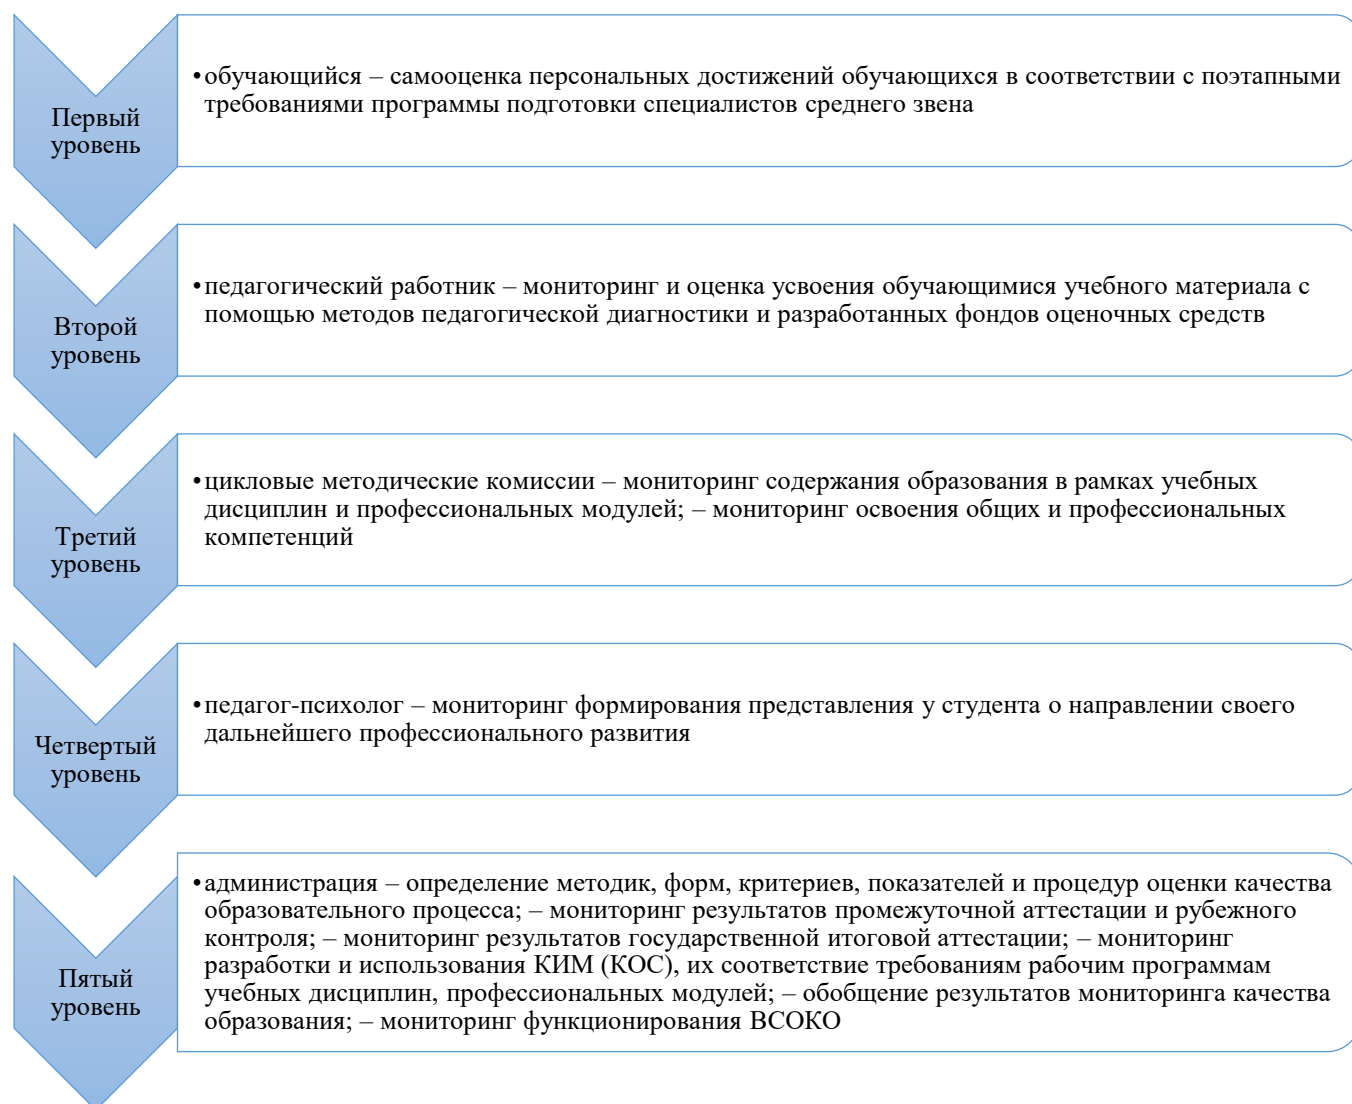 Первый
уровень
•обучающийся – самооценка персональных достижений обучающихся в соответствии с поэтапными
требованиями программы подготовки специалистов среднего звена
Второй
уровень
•педагогический работник – мониторинг и оценка усвоения обучающимися учебного материала с
помощью методов педагогической диагностики и разработанных фондов оценочных средств
Третий
уровень
•цикловые методические комиссии – мониторинг содержания образования в рамках учебных
дисциплин и профессиональных модулей; – мониторинг освоения общих и профессиональных
компетенций
Четвертый
уровень
•педагог-психолог – мониторинг формирования представления у студента о направлении своего
дальнейшего профессионального развития
Пятый
уровень
•администрация – определение методик, форм, критериев, показателей и процедур оценки качества
образовательного процесса; – мониторинг результатов промежуточной аттестации и рубежного
контроля; – мониторинг результатов государственной итоговой аттестации; – мониторинг
разработки и использования КИМ (КОС), их соответствие требованиям рабочим программам
учебных дисциплин, профессиональных модулей; – обобщение результатов мониторинга качества
образования; – мониторинг функционирования ВСОКО